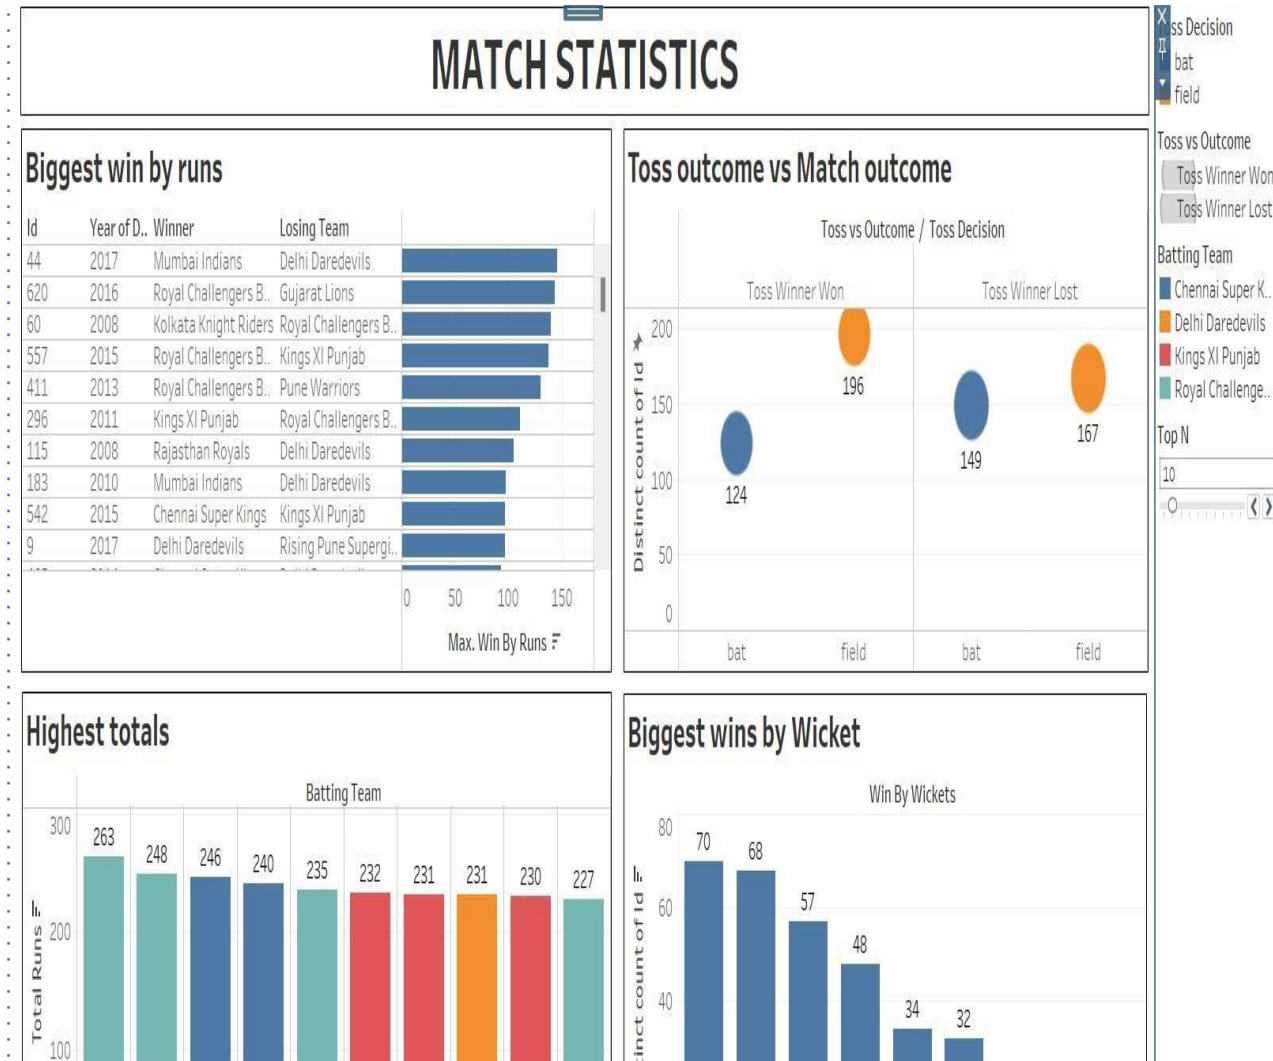 MATCH STATISTICS
Biggest win by runs
Id Year of D.. Winner Losing Team
44 2017 Mumbai Indians Delhi Daredevils
620 2016 Royal Challengers B.. Gujarat Lions
60 2008 Kolkata Knight Riders Royal Challengers B..
557 2015 Royal Challengers B.. Kings XI Punjab
411 2013 Royal Challengers B.. Pune Warriors
296 2011 Kings XI Punjab Royal Challengers B..
115 2008 Rajasthan Royals Delhi Daredevils
183 2010 Mumbai Indians Delhi Daredevils
542 2015 Chennai Super Kings Kings XI Punjab
9 2017 Delhi Daredevils Rising Pune Supergi..
0 50 100 150
Max. Win By Runs
Toss outcome vs Match outcome
Toss vs Outcome / Toss Decision
Toss Winner Won Toss Winner Lost
Distinct count of Id
200
150
100
50
0
196
124
149
167
bat field bat field
Highest totals
Batting Team
Total Runs
300
200
100
263 248 246 240 235 232 231 231 230 227
Biggest wins by Wicket
Win By Wickets
inct count of Id
80
60
40
70 68 57 48 34 32
ss Decision
bat
field
Toss vs Outcome
Toss Winner Won
Toss Winner Lost
Batting Team
Chennai Super K..
Delhi Daredevils
Kings XI Punjab
Royal Challenge..
Top N
10